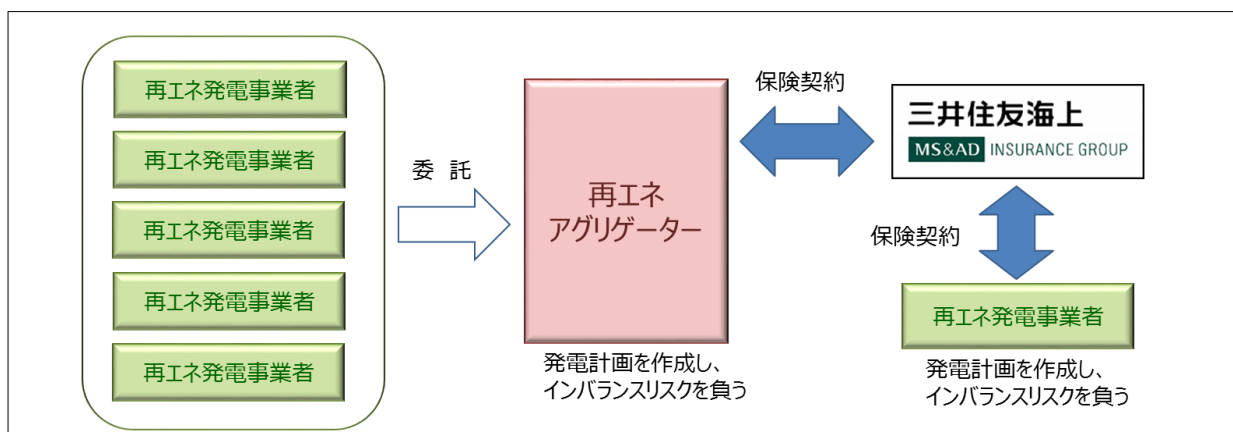 再エネ発電事業者
再エネ発電事業者
再エネ発電事業者
再エネ発電事業者
再エネ発電事業者
委 託
再エネ
アグリゲーター
発電計画を作成し、
インバランスリスクを負う
保険契約
三井住友海上
MS&AD INSURANCE GROUP
保険契約
再エネ発電事業者
発電計画を作成し、
インバランスリスクを負う